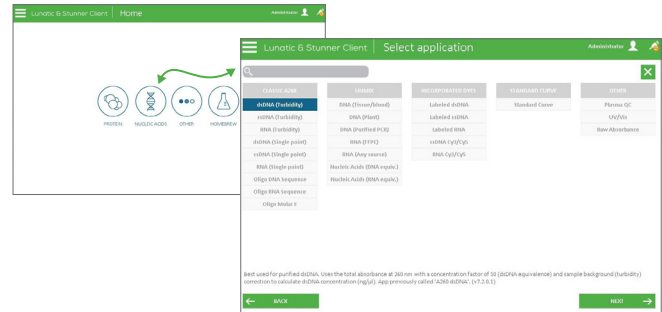 Lunatic & Stunner Client | Home
Administrator
PROTEIN
NUCLEIC ACIDS
OTHER
HOMEBREW
Lunatic & Stunner Client | Select application
Administrator
CLASSIC A260
UNMIX
INCORPORATED DYES
STANDARD CURVE
OTHER
dsDNA (Turbidity)
DNA (Tissue/blood)
Labeled dsDNA
Standard Curve
Plasma QC
ssDNA (Turbidity)
DNA (Plant)
Labeled ssDNA
UV/Vis
RNA (Turbidity)
DNA (Purified PCR)
Labeled RNA
Raw Absorbance
dsDNA (Single point)
RNA (FFPE)
ssDNA Cy3/Cy5
ssDNA (Single point)
RNA (Any source)
RNA Cy3/Cy5
RNA (Single point)
Nucleic Acids (DNA equiv.)
Oligo DNA Sequence
Nucleic Acids (RNA equiv.)
Oligo RNA Sequence
Oligo Molar E
Best used for purified dsDNA. Uses the total absorbance at 260 nm with a concentration factor of 50 (dsDNA equivalence) and sample background (turbidity)
correction to calculate dsDNA concentration (ng/µl). App previously called 'A260 dsDNA'. (v7.2.0.1)
BACK
NEXT